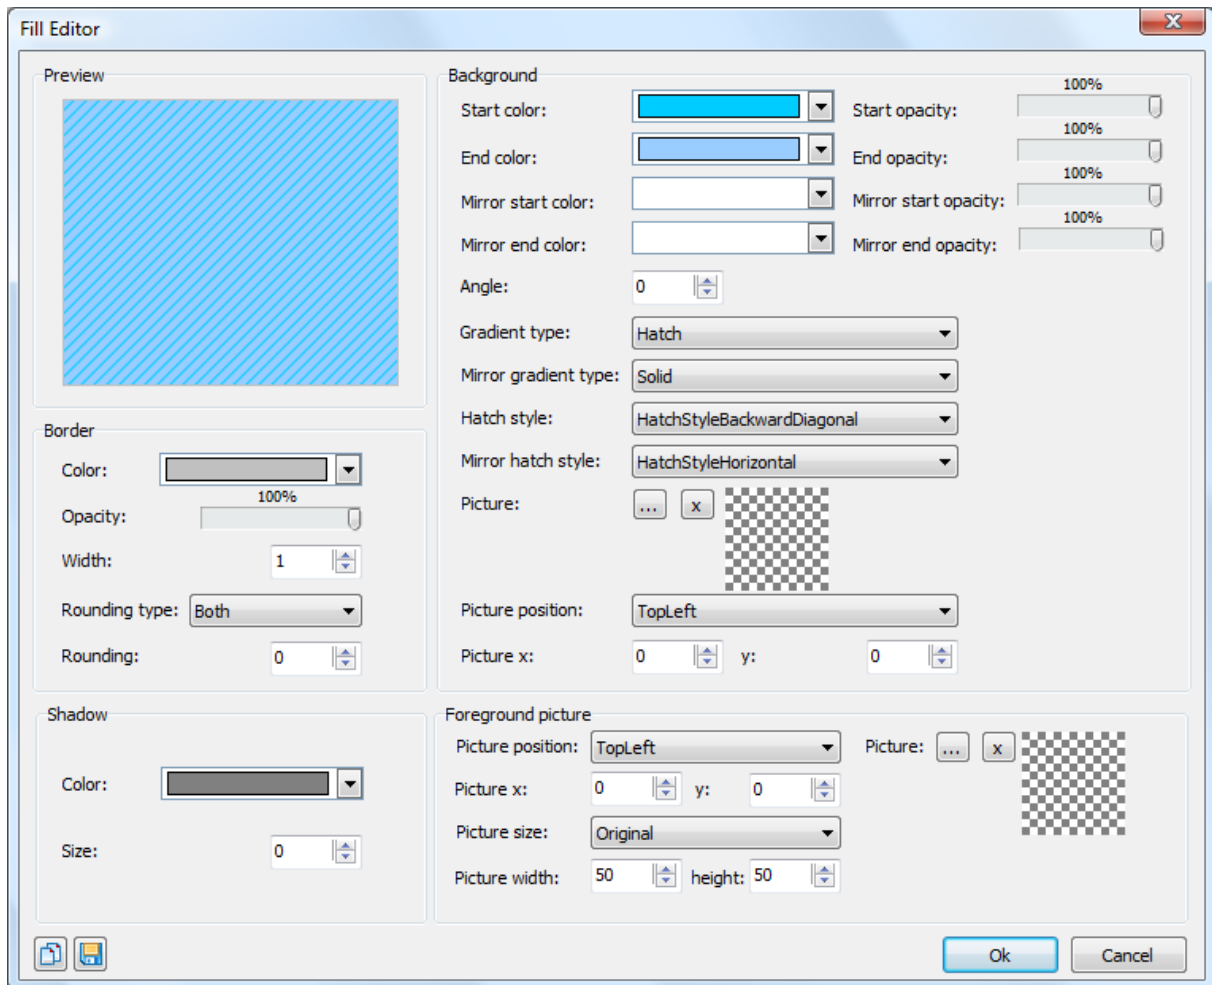 Fill Editor
X
Preview
Background
Start color:
Start opacity:
100%
End color:
End opacity:
100%
Mirror start color:
Mirror start opacity:
100%
Mirror end color:
Mirror end opacity:
100%
Angle: 0
Gradient type: Hatch
Mirror gradient type: Solid
Hatch style: HatchStyleBackwardDiagonal
Mirror hatch style: HatchStyleHorizontal
Picture: ... x
Picture position: TopLeft
Picture x: 0 y: 0
Border
Color:
100%
Opacity:
Width: 1
Rounding type: Both
Rounding: 0
Shadow
Color:
Size: 0
Foreground picture
Picture position: TopLeft Picture: ... x
Picture x: 0 y: 0
Picture size: Original
Picture width: 50 height: 50
Ok Cancel